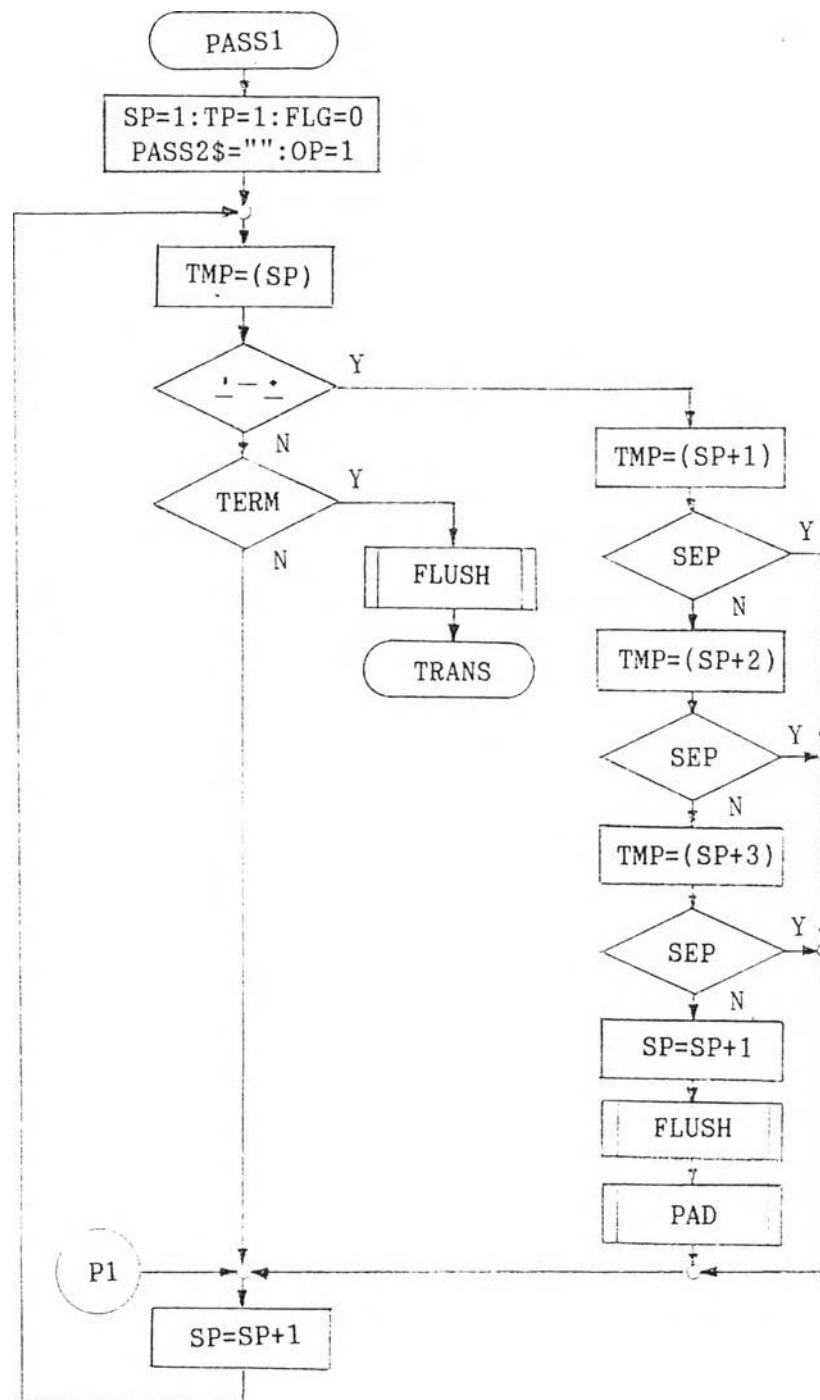 PASS1
SP=1:TP=1:FLG=0
PASS2$="":OP=1
TMP=(SP)
Y
N
TMP=(SP+1)
TERM
Y
N
SEP
Y
N
FLUSH
TMP=(SP+2)
TRANS
SEP
Y
N
TMP=(SP+3)
SEP
Y
N
SP=SP+1
FLUSH
PAD
P1
SP=SP+1